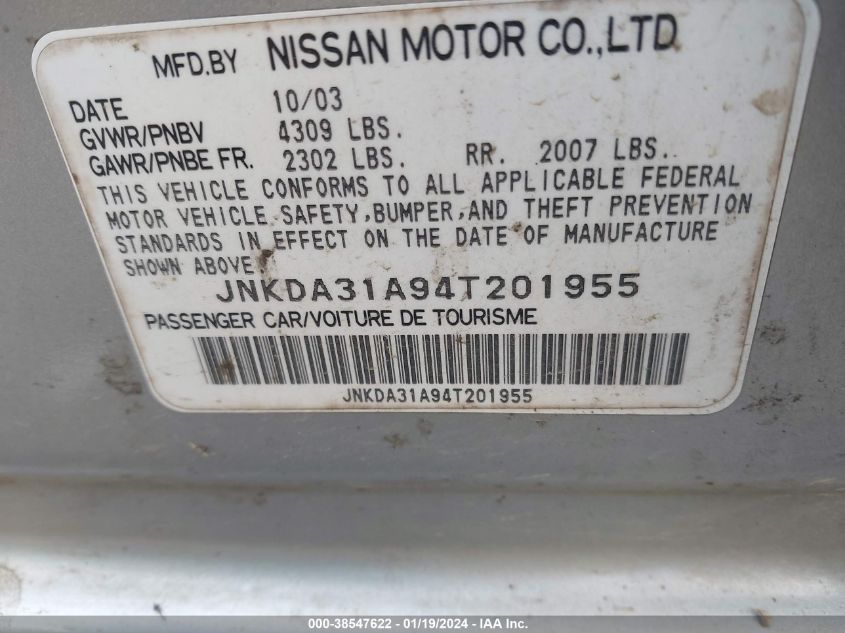 MFD.BY NISSAN MOTOR CO.,LTD
DATE 10/03
GVWR/PNBV 4309 LBS.
GAWR/PNBE FR. 2302 LBS. RR. 2007 LBS.
THIS VEHICLE CONFORMS TO ALL APPLICABLE FEDERAL
MOTOR VEHICLE SAFETY,BUMPER,AND THEFT PREVENTION
STANDARDS IN EFFECT ON THE DATE OF MANUFACTURE
SHOWN ABOVE
JNKDA31A94T201955
PASSENGER CAR/VOITURE DE TOURISME
JNKDA31A94T201955
000-38547622 - 01/19/2024 - IAA Inc.